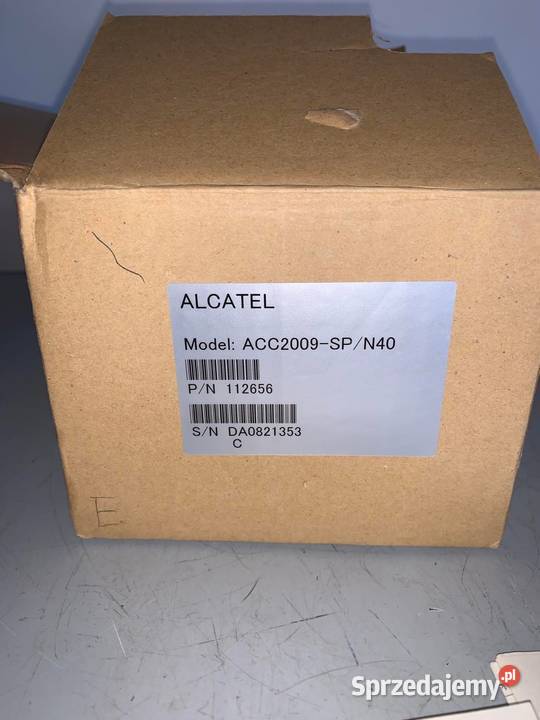 ALCATEL
Model: ACC2009-SP/N40
P/N 112656
S/N DA0821353
C
E
Sprzedajemy.pl